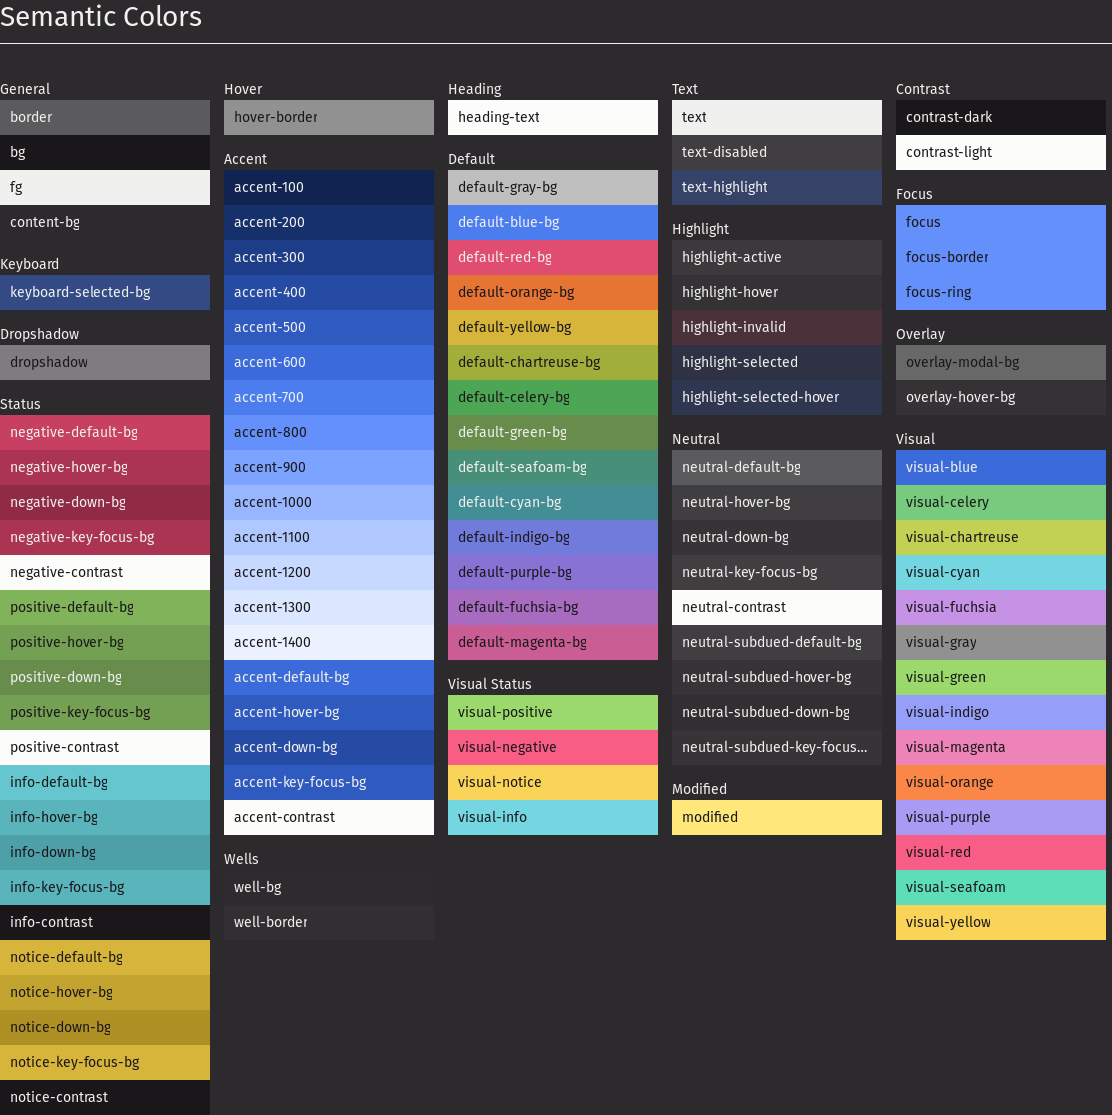 Semantic Colors
General
border
bg
fg
content-bg
Keyboard
keyboard-selected-bg
Dropshadow
dropshadow
Status
negative-default-bg
negative-hover-bg
negative-down-bg
negative-key-focus-bg
negative-contrast
positive-default-bg
positive-hover-bg
positive-down-bg
positive-key-focus-bg
positive-contrast
info-default-bg
info-hover-bg
info-down-bg
info-key-focus-bg
info-contrast
notice-default-bg
notice-hover-bg
notice-down-bg
notice-key-focus-bg
notice-contrast
Hover
hover-border
Accent
accent-100
accent-200
accent-300
accent-400
accent-500
accent-600
accent-700
accent-800
accent-900
accent-1000
accent-1100
accent-1200
accent-1300
accent-1400
accent-default-bg
accent-hover-bg
accent-down-bg
accent-key-focus-bg
accent-contrast
Wells
well-bg
well-border
Heading
heading-text
Default
default-gray-bg
default-blue-bg
default-red-bg
default-orange-bg
default-yellow-bg
default-chartreuse-bg
default-celery-bg
default-green-bg
default-seafoam-bg
default-cyan-bg
default-indigo-bg
default-purple-bg
default-fuchsia-bg
default-magenta-bg
Visual Status
visual-positive
visual-negative
visual-notice
visual-info
Text
text
text-disabled
text-highlight
Highlight
highlight-active
highlight-hover
highlight-invalid
highlight-selected
highlight-selected-hover
Neutral
neutral-default-bg
neutral-hover-bg
neutral-down-bg
neutral-key-focus-bg
neutral-contrast
neutral-subdued-default-bg
neutral-subdued-hover-bg
neutral-subdued-down-bg
neutral-subdued-key-focus...
Modified
modified
Contrast
contrast-dark
contrast-light
Focus
focus
focus-border
focus-ring
Overlay
overlay-modal-bg
overlay-hover-bg
Visual
visual-blue
visual-celery
visual-chartreuse
visual-cyan
visual-fuchsia
visual-gray
visual-green
visual-indigo
visual-magenta
visual-orange
visual-purple
visual-red
visual-seafoam
visual-yellow